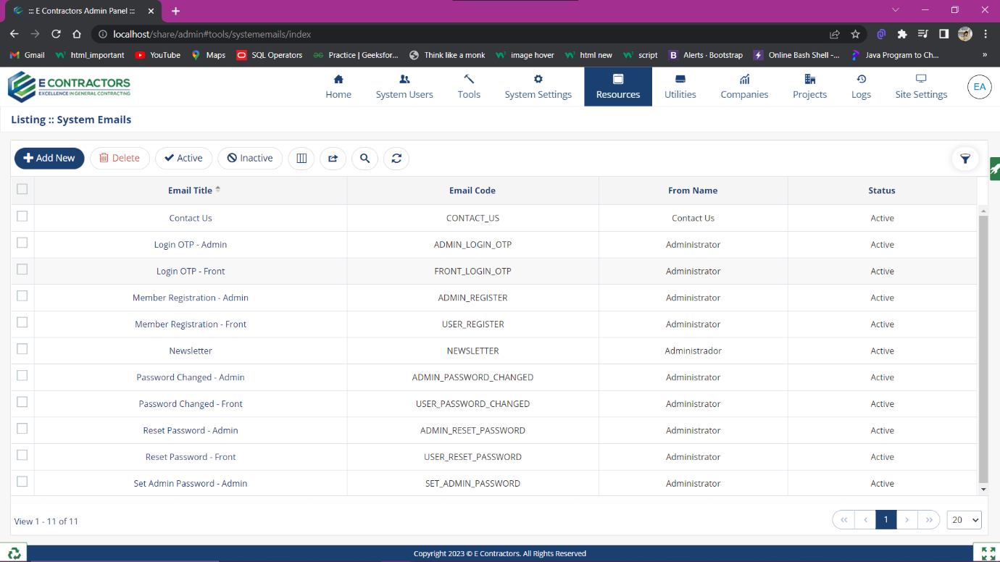 ::: E Contractors Admin Panel :::
localhost/share/admin#tools/systememails/index
Gmail html_important YouTube Maps SQL Operators Practice | Geeksfor... Think like a monk image hover html new script Alerts · Bootstrap Online Bash Shell -... Java Program to Ch... »
E CONTRACTORS
EXCELLENCE IN GENERAL CONTRACTING
Home System Users Tools System Settings Resources Utilities Companies Projects Logs Site Settings EA
Listing :: System Emails
Add New Delete Active Inactive
Email Title Email Code From Name Status
Contact Us CONTACT_US Contact Us Active
Login OTP - Admin ADMIN_LOGIN_OTP Administrator Active
Login OTP - Front FRONT_LOGIN_OTP Administrator Active
Member Registration - Admin ADMIN_REGISTER Administrator Active
Member Registration - Front USER_REGISTER Administrator Active
Newsletter NEWSLETTER Administrador Active
Password Changed - Admin ADMIN_PASSWORD_CHANGED Administrator Active
Password Changed - Front USER_PASSWORD_CHANGED Administrator Active
Reset Password - Admin ADMIN_RESET_PASSWORD Administrator Active
Reset Password - Front USER_RESET_PASSWORD Administrator Active
Set Admin Password - Admin SET_ADMIN_PASSWORD Administrator Active
View 1 - 11 of 11 1 20
Copyright 2023 © E Contractors. All Rights Reserved